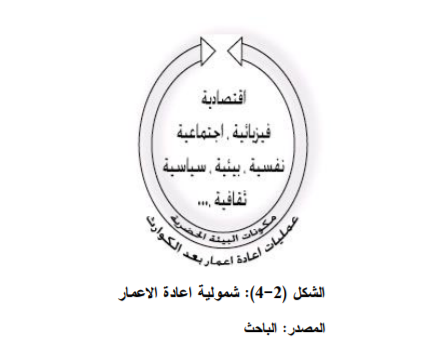 اقتصادية
فيزيائية , اجتماعية
نفسية , بيئية , سياسية
ثقافية ,...
مكونات البيئة الحضرية
عمليات اعادة اعمار بعد الكوارث
الشكل (2-4): شمولية اعادة الاعمار
المصدر: الباحث